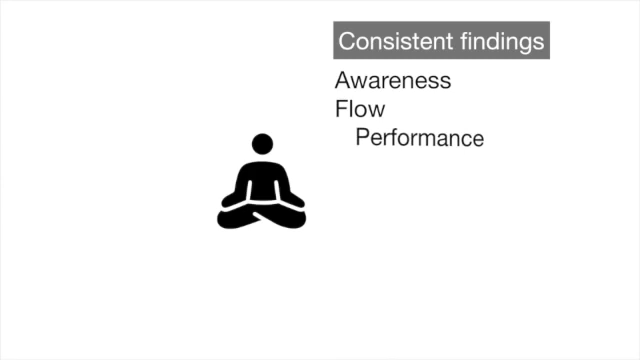 Consistent findings
Awareness
Flow
Performance